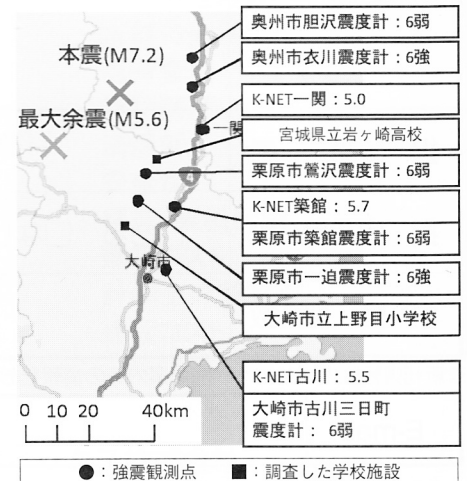 奥州市胆沢震度計：6弱
本震(M7.2)
奥州市衣川震度計：6強
最大余震(M5.6)
K-NET一関：5.0
一関
宮城県立岩ヶ崎高校
栗原市鶯沢震度計：6弱
4
K-NET築館：5.7
栗原市築館震度計：6弱
大崎市
栗原市一迫震度計：6強
大崎市立上野目小学校
K-NET古川：5.5
大崎市古川三日町
震度計： 6弱
0 10 20 40km
●：強震観測点 ■：調査した学校施設